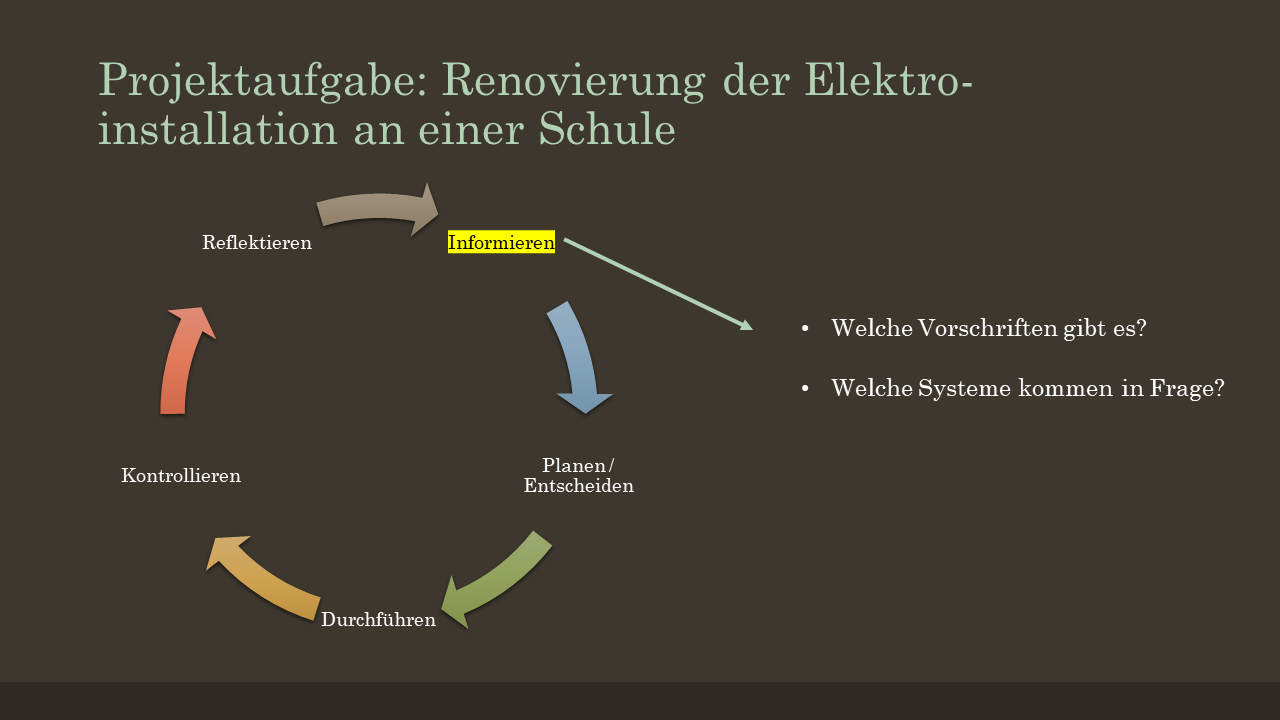 Projektaufgabe: Renovierung der Elektro-
installation an einer Schule
Reflektieren
Informieren
• Welche Vorschriften gibt es?
• Welche Systeme kommen in Frage?
Kontrollieren
Planen /
Entscheiden
Durchführen